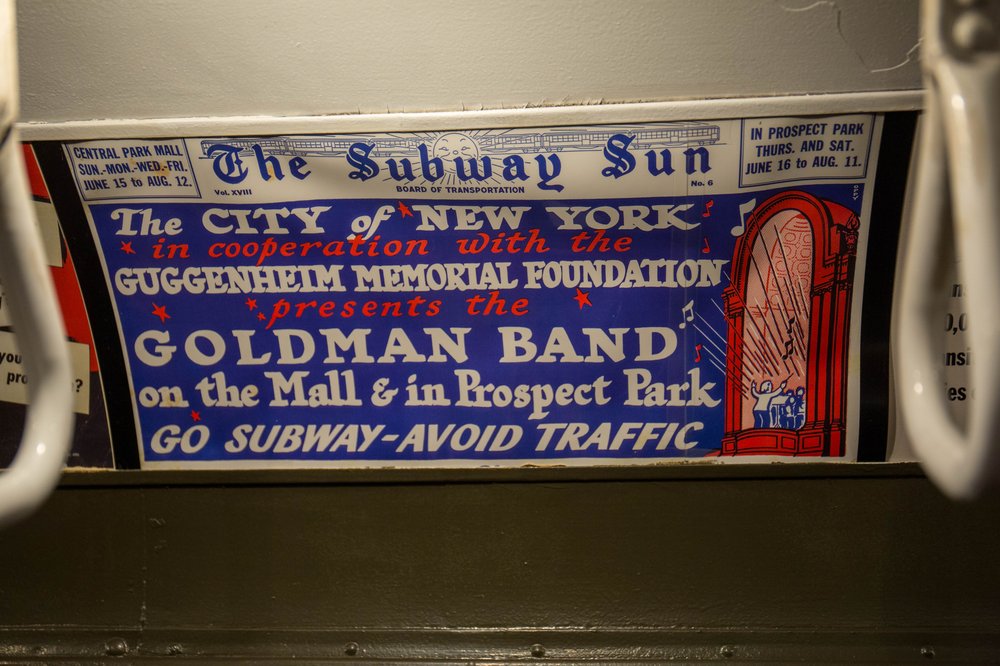 CENTRAL PARK MALL
SUN.-MON.-WED.-FRI.
JUNE 15 to AUG. 12.
The Subway Sun
Vol. XVIII
BOARD OF TRANSPORTATION
No. 6
IN PROSPECT PARK
THURS. AND SAT.
JUNE 16 to AUG. 11.
The CITY of NEW YORK
in cooperation with the
GUGGENHEIM MEMORIAL FOUNDATION
presents the
GOLDMAN BAND
on the Mall & in Prospect Park
GO SUBWAY-AVOID TRAFFIC
you
?